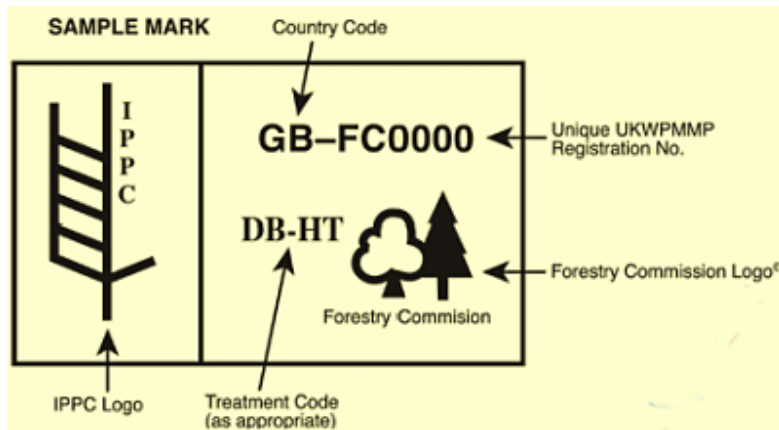 SAMPLE MARK
Country Code
I
P
P
C
GB–FC0000
Unique UKWPMMP
Registration No.
DB-HT
Forestry Commission Logo©
Forestry Commision
IPPC Logo
Treatment Code
(as appropriate)